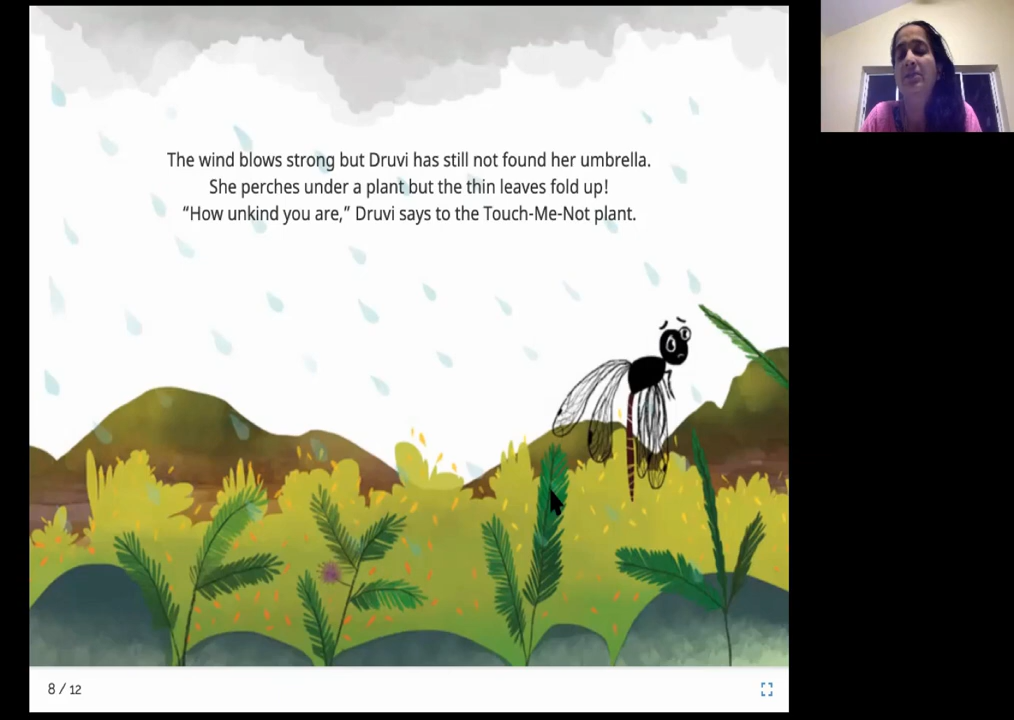 The wind blows strong but Druvi has still not found her umbrella.
She perches under a plant but the thin leaves fold up!
“How unkind you are,” Druvi says to the Touch-Me-Not plant.
8 / 12